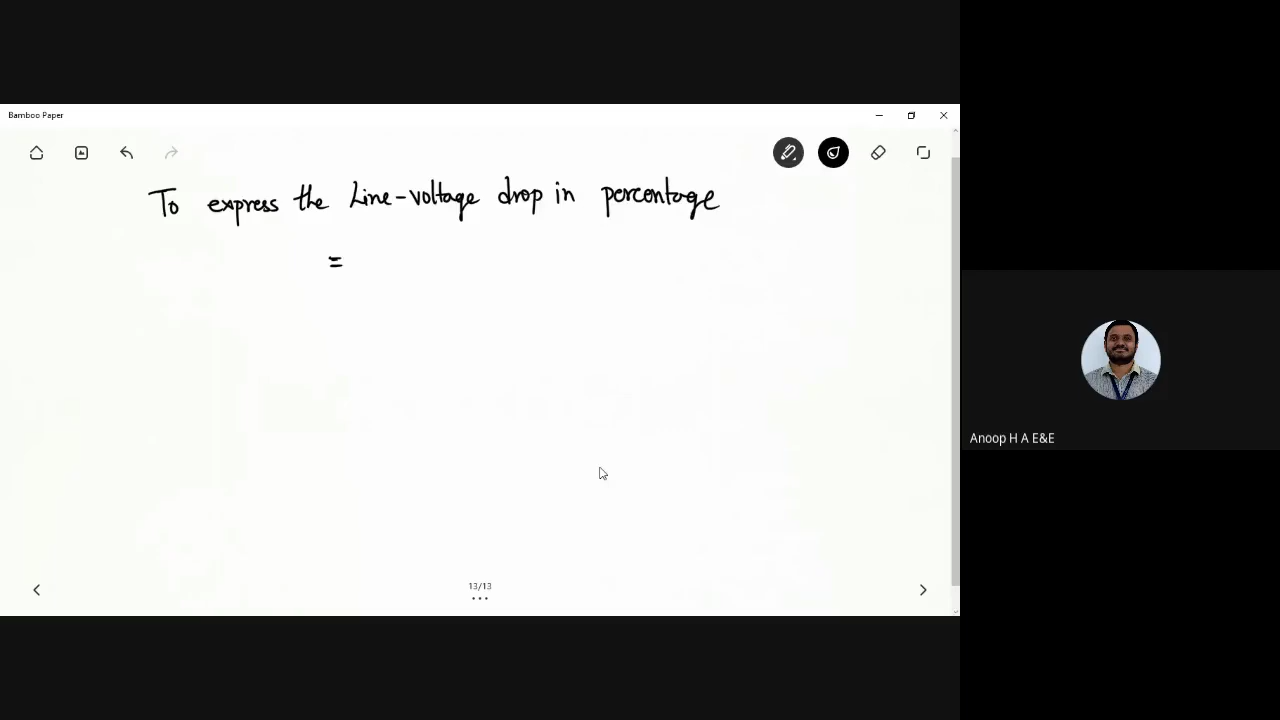 Bamboo Paper
To express the Line-voltage drop in percentage
=
Anoop H A E&E
13/13